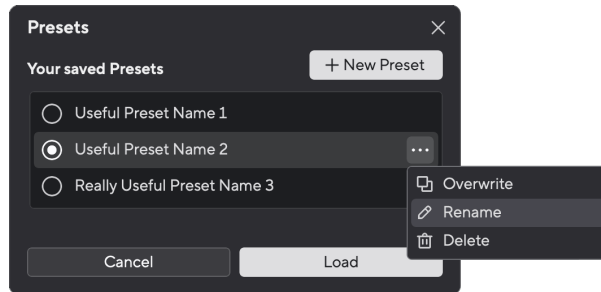 Presets
Your saved Presets
+ New Preset
Useful Preset Name 1
Useful Preset Name 2
Really Useful Preset Name 3
Overwrite
Rename
Delete
Cancel
Load